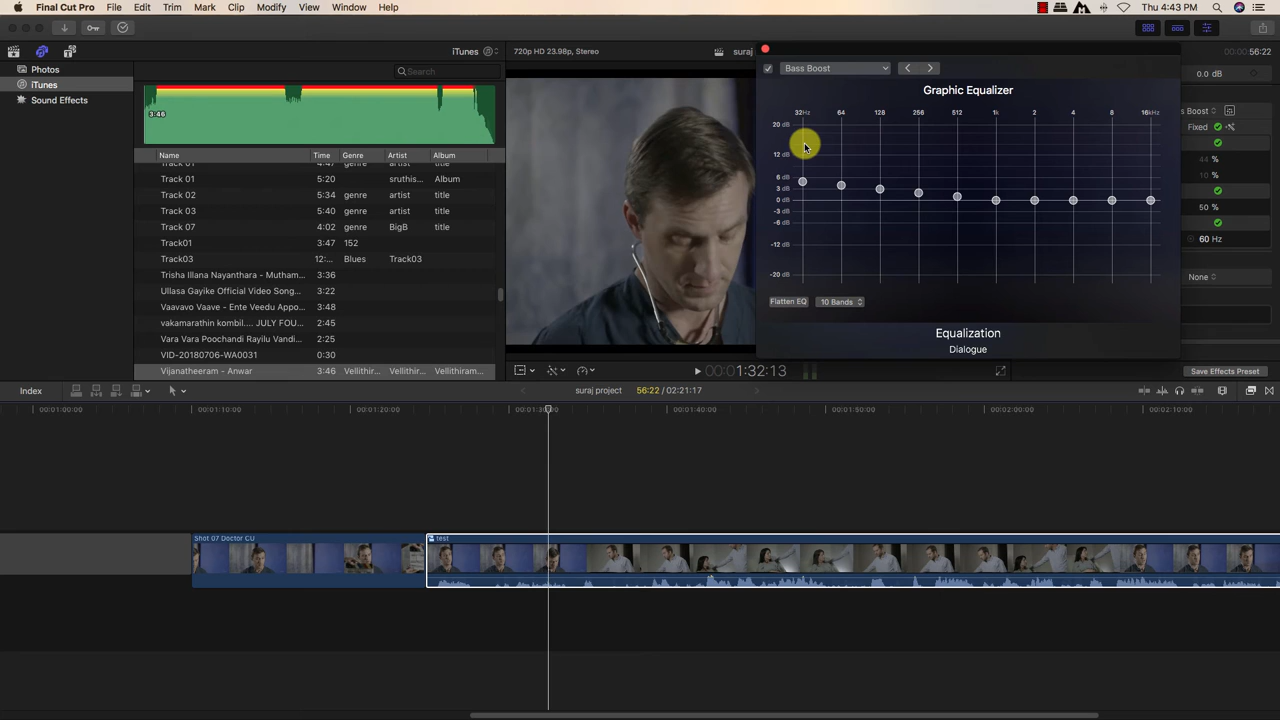 Final Cut Pro File Edit Trim Mark Clip Modify View Window Help Thu 4:43 PM
iTunes 720p HD 23.98p, Stereo suraj 56:22
Photos
iTunes
Sound Effects
Search
3:46
Name Time Genre Artist Album
Track 01 4:47 genre artist title
Track 01 5:20 sruthis... Album
Track 02 5:34 genre artist title
Track 03 5:40 genre artist title
Track 07 4:02 genre BigB title
Track01 3:47 152
Track03 12:... Blues Track03
Trisha Illana Nayanthara - Mutham... 3:36
Ullasa Gayike Official Video Song... 3:22
Vaavavo Vaave - Ente Veedu Appo... 3:48
vakamarathin kombil.... JULY FOU... 2:45
Vara Vara Poocharali Rayilu Vandi... 2:25
VID-20180706-WA0031 0:30
Vijanatheeram - Anwar 3:46 Vellithir... Vellithir... Vellithiram...
Bass Boost
Graphic Equalizer
32Hz 64 128 256 512 1k 2 4 8 16kHz
20 dB
12 dB
6 dB
3 dB
0 dB
-3 dB
-6 dB
-12 dB
-20 dB
Flatten EQ 10 Bands
Equalization
Dialogue
0.0 dB
s Boost
Fixed
44 %
10 %
50 %
60 Hz
None
Save Effects Preset
00:01:32:13
Index suraj project 56:22 / 02:21:17
00:01:00:00 00:01:10:00 00:01:20:00 00:01:30:00 00:01:40:00 00:01:50:00 00:02:00:00 00:02:10:00
Shot 07 Doctor CU test